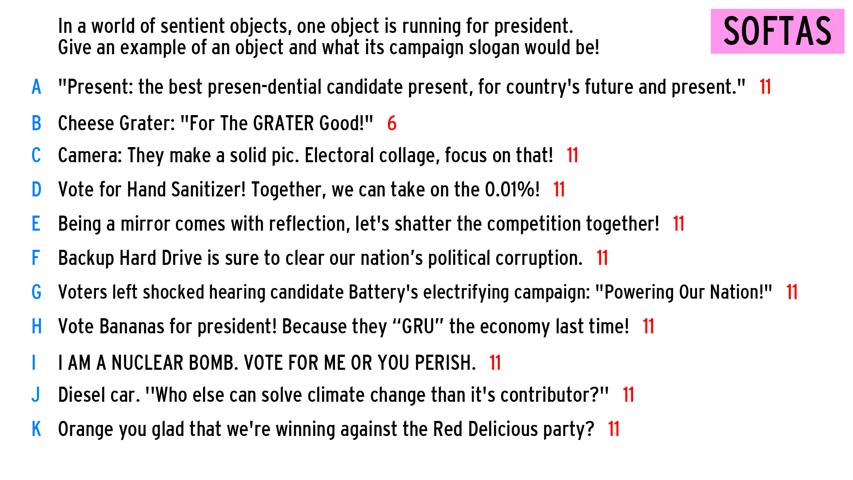 In a world of sentient objects, one object is running for president.
Give an example of an object and what its campaign slogan would be!
SOFTAS
A "Present: the best presen-dential candidate present, for country's future and present." 11
B Cheese Grater: "For The GRATER Good!" 6
C Camera: They make a solid pic. Electoral collage, focus on that! 11
D Vote for Hand Sanitizer! Together, we can take on the 0.01%! 11
E Being a mirror comes with reflection, let's shatter the competition together! 11
F Backup Hard Drive is sure to clear our nation’s political corruption. 11
G Voters left shocked hearing candidate Battery's electrifying campaign: "Powering Our Nation!" 11
H Vote Bananas for president! Because they “GRU” the economy last time! 11
I I AM A NUCLEAR BOMB. VOTE FOR ME OR YOU PERISH. 11
J Diesel car. ''Who else can solve climate change than it's contributor?'' 11
K Orange you glad that we're winning against the Red Delicious party? 11